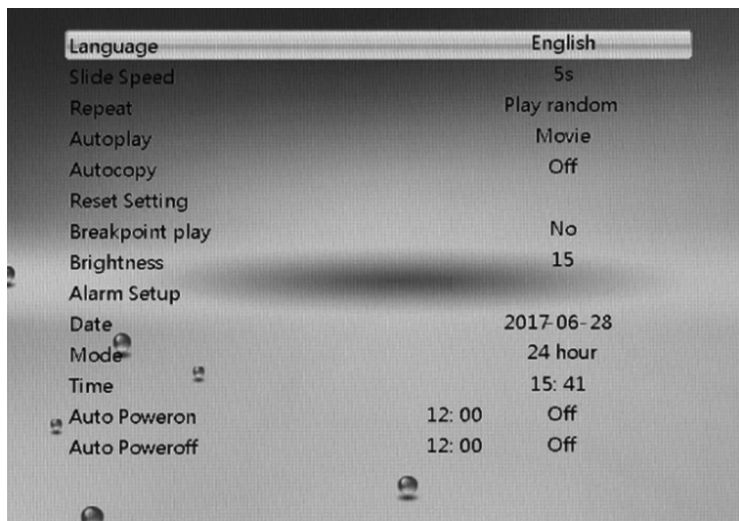 Language English
Slide Speed 5s
Repeat Play random
Autoplay Movie
Autocopy Off
Reset Setting
Breakpoint play No
Brightness 15
Alarm Setup
Date 2017-06-28
Mode 24 hour
Time 15: 41
Auto Poweron 12: 00 Off
Auto Poweroff 12: 00 Off